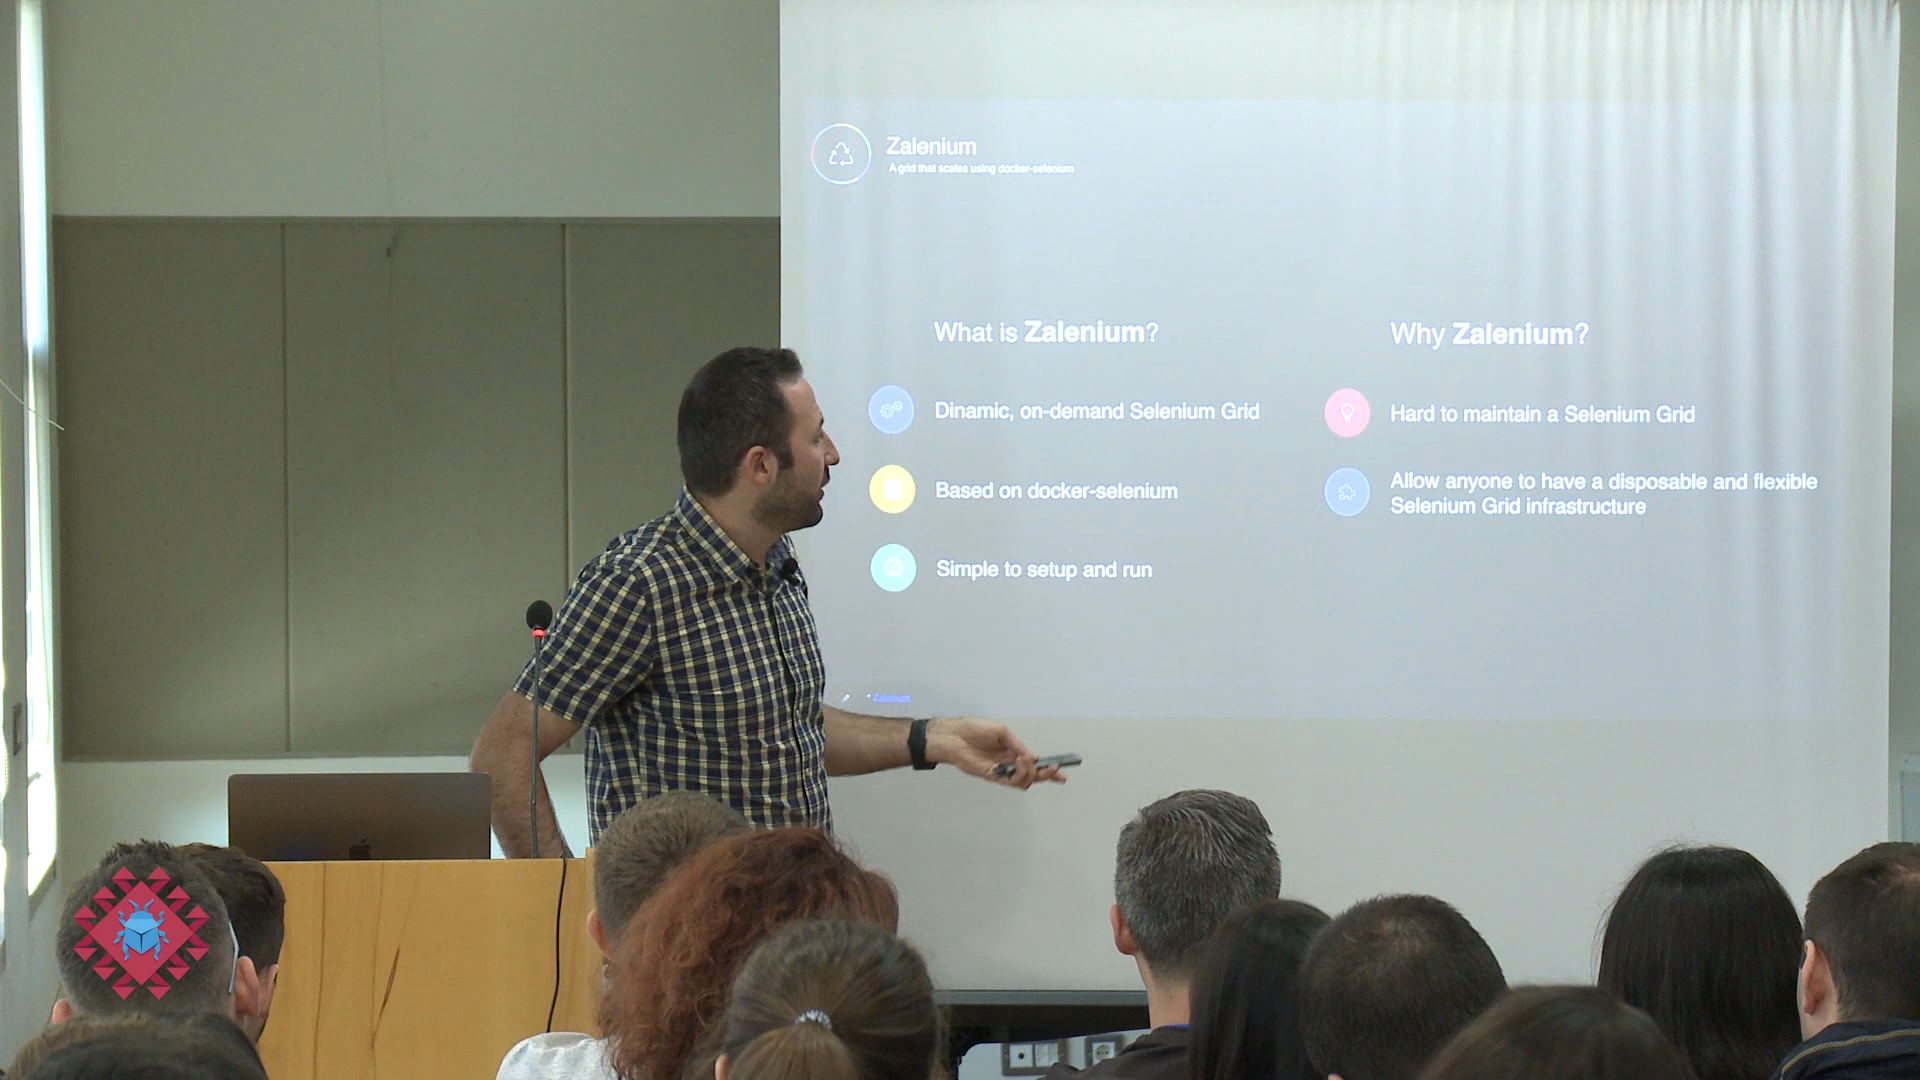 Zalenium
A grid that scales using docker-selenium
What is Zalenium?
Dinamic, on-demand Selenium Grid
Based on docker-selenium
Simple to setup and run
Why Zalenium?
Hard to maintain a Selenium Grid
Allow anyone to have a disposable and flexible
Selenium Grid infrastructure
Zalenium